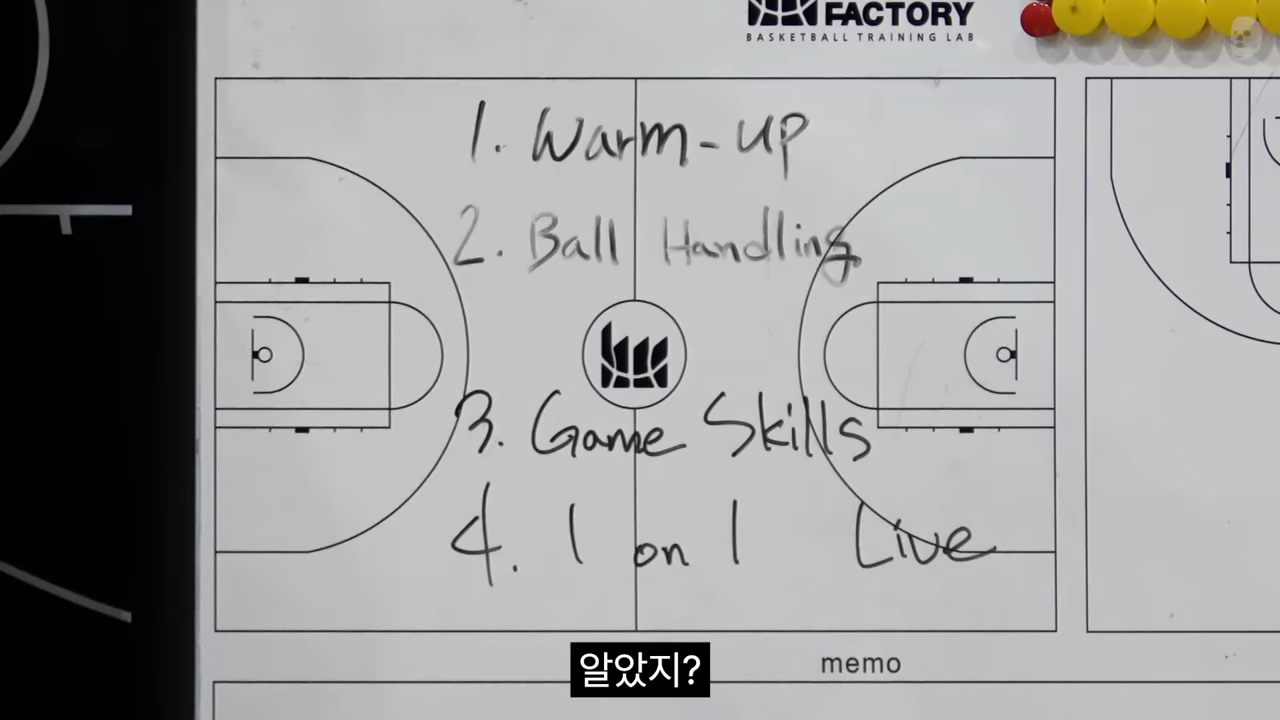 FACTORY
BASKETBALL TRAINING LAB
1. Warm-up
2. Ball Handling
3. Game Skills
4. 1 on 1 Live
memo
알았지?